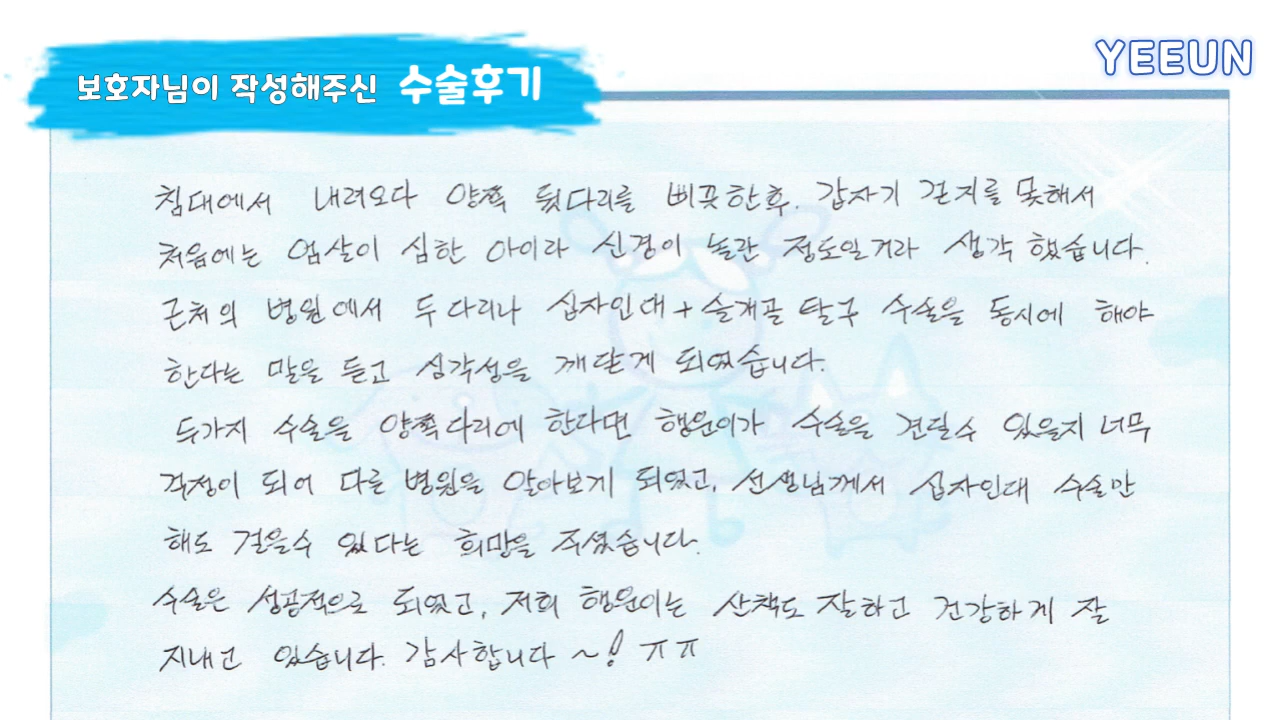 보호자님이 작성해주신 수술후기
YEEUN
침대에서 내려오다 양쪽 뒷다리를 삐끗한후. 갑자기 걷지를 못해서
처음에는 엄살이 심한 아이라 신경이 놀란 정도일거라 생각 했습니다.
근처의 병원에서 두다리나 십자인대+슬개골 탈구 수술을 동시에 해야
한다는 말을 듣고 심각성을 깨닫게 되었습니다.
두가지 수술을 양쪽다리에 한다면 행운이가 수술을 견딜수 있을지 너무
걱정이 되어 다른 병원을 알아보게 되었고, 선생님께서 십자인대 수술만
해도 걸을수 있다는 희망을 주셨습니다.
수술은 성공적으로 되었고, 저희 행운이는 산책도 잘하고 건강하게 잘
지내고 있습니다. 감사합니다 ~! ㅠㅠ